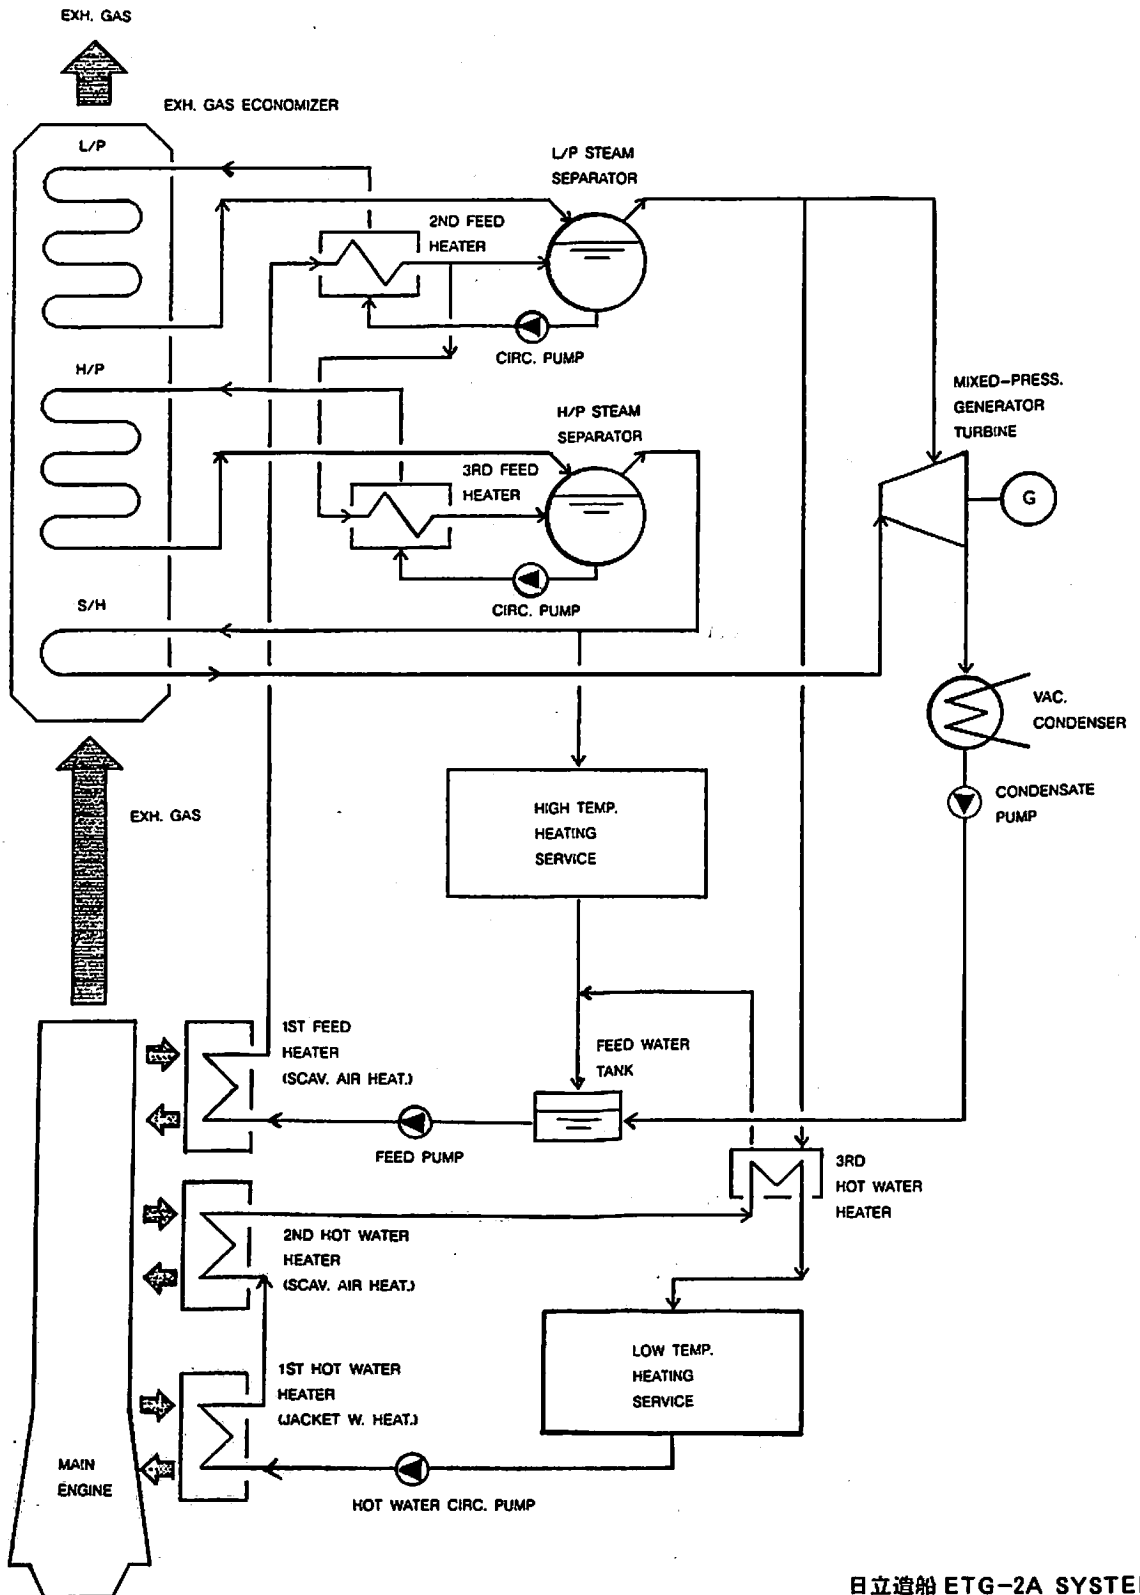 EXH. GAS
EXH. GAS ECONOMIZER
L/P
L/P STEAM
SEPARATOR
2ND FEED
HEATER
CIRC. PUMP
H/P
H/P STEAM
SEPARATOR
MIXED-PRESS.
GENERATOR
TURBINE
3RD FEED
HEATER
G
CIRC. PUMP
S/H
VAC.
CONDENSER
CONDENSATE
PUMP
HIGH TEMP.
HEATING
SERVICE
EXH. GAS
1ST FEED
HEATER
(SCAV. AIR HEAT.)
FEED WATER
TANK
FEED PUMP
3RD
HOT WATER
HEATER
2ND HOT WATER
HEATER
(SCAV. AIR HEAT.)
LOW TEMP.
HEATING
SERVICE
1ST HOT WATER
HEATER
(JACKET W. HEAT.)
MAIN
ENGINE
HOT WATER CIRC. PUMP
日立造船 ETG-2A SYSTE